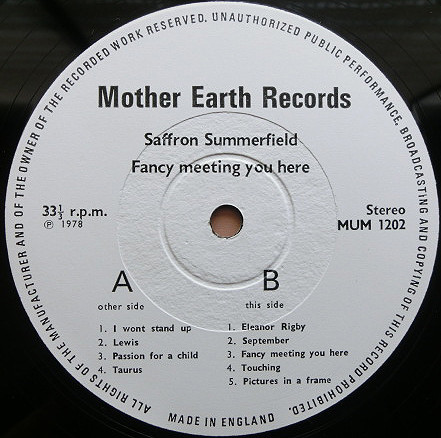 ALL RIGHTS OF THE MANUFACTURER AND OF THE OWNER OF THE RECORDED WORK RESERVED. UNAUTHORIZED PUBLIC PERFORMANCE, BROADCASTING AND COPYING OF THIS RECORD PROHIBITED.
Mother Earth Records
Saffron Summerfield
Fancy meeting you here
33⅓ r.p.m.
℗ 1978
Stereo
MUM 1202
A
other side
1. I wont stand up
2. Lewis
3. Passion for a child
4. Taurus
B
this side
1. Eleanor Rigby
2. September
3. Fancy meeting you here
4. Touching
5. Pictures in a frame
MADE IN ENGLAND